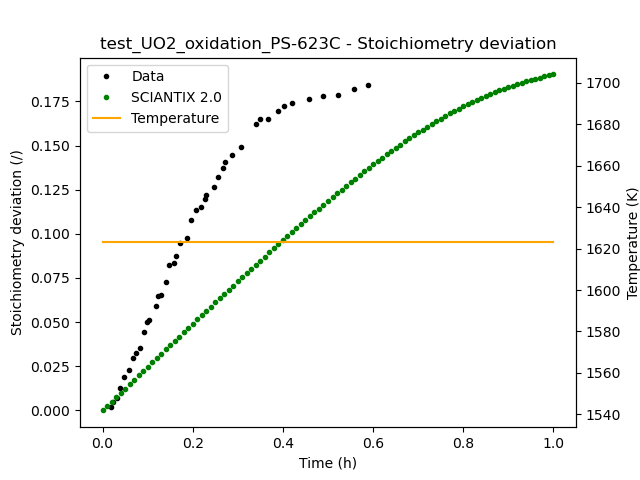 test_UO2_oxidation_PS-623C - Stoichiometry deviation
Data
SCIANTIX 2.0
Temperature
Stoichiometry deviation (/)
0.175
0.150
0.125
0.100
0.075
0.050
0.025
0.000
1700
1680
1660
1640
1620
1600
1580
1560
1540
Temperature (K)
0.0 0.2 0.4 0.6 0.8 1.0
Time (h)